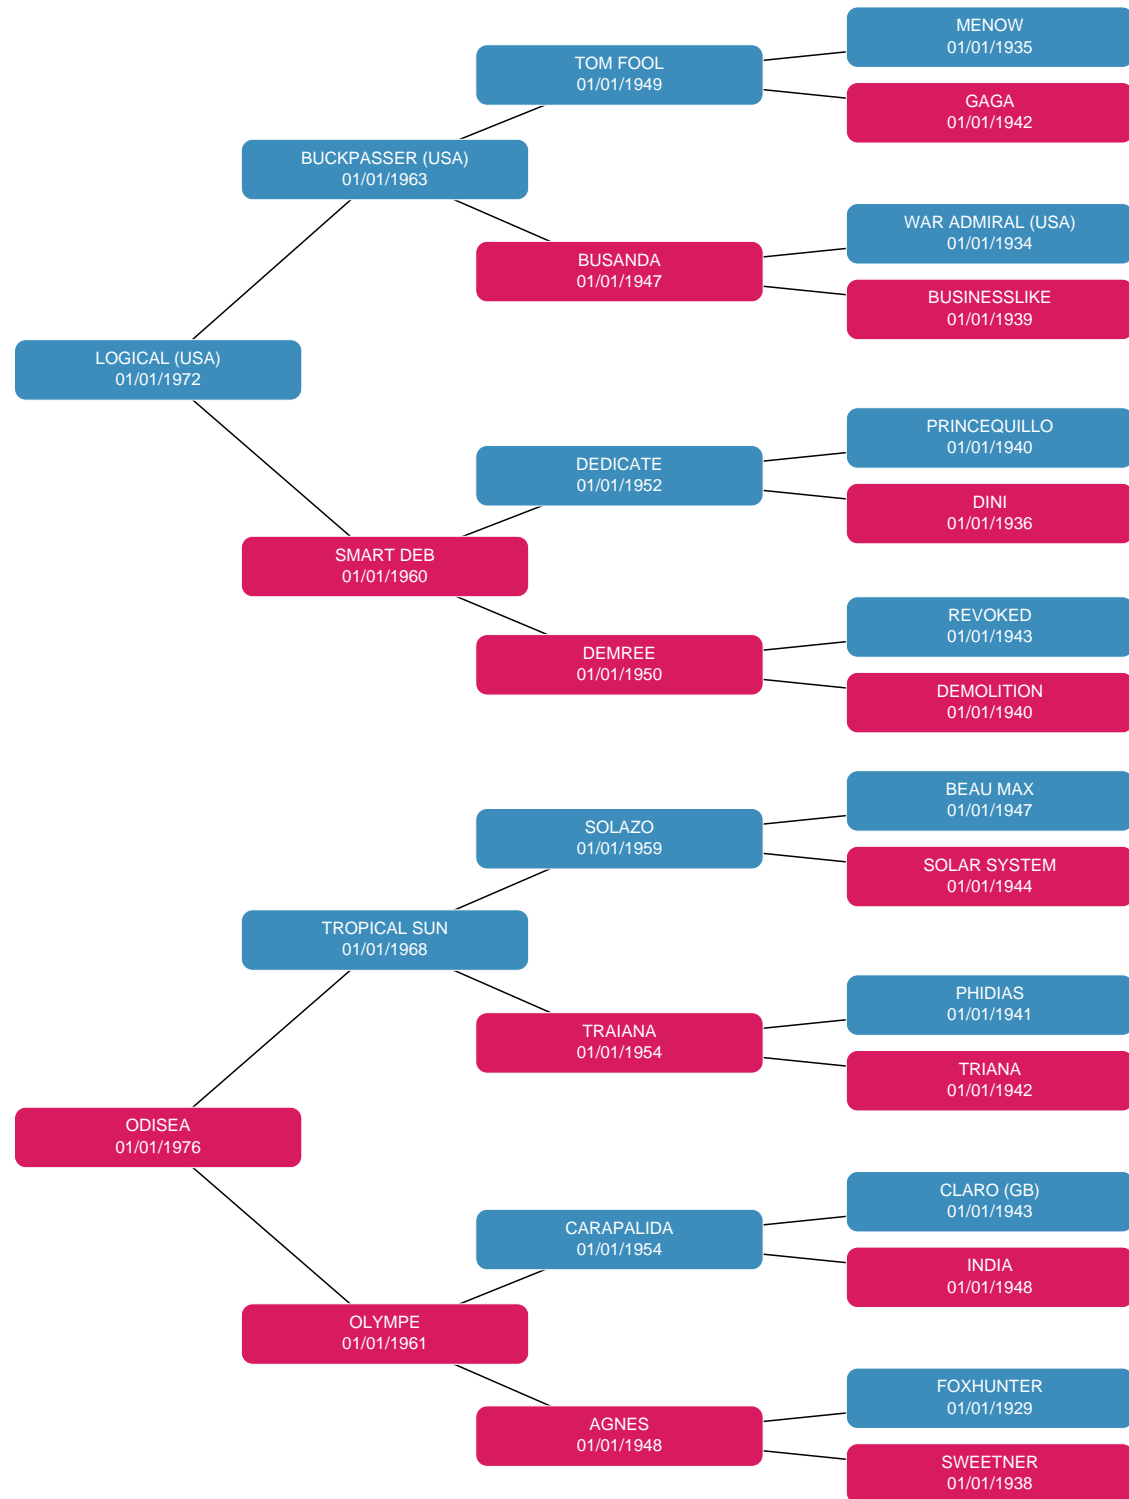 MENOW
01/01/1935
TOM FOOL
01/01/1949
GAGA
01/01/1942
BUCKPASSER (USA)
01/01/1963
WAR ADMIRAL (USA)
01/01/1934
BUSANDA
01/01/1947
BUSINESSLIKE
01/01/1939
LOGICAL (USA)
01/01/1972
PRINCEQUILLO
01/01/1940
DEDICATE
01/01/1952
DINI
01/01/1936
SMART DEB
01/01/1960
REVOKED
01/01/1943
DEMREE
01/01/1950
DEMOLITION
01/01/1940
BEAU MAX
01/01/1947
SOLAZO
01/01/1959
SOLAR SYSTEM
01/01/1944
TROPICAL SUN
01/01/1968
PHIDIAS
01/01/1941
TRAIANA
01/01/1954
TRIANA
01/01/1942
ODISEA
01/01/1976
CLARO (GB)
01/01/1943
CARAPALIDA
01/01/1954
INDIA
01/01/1948
OLYMPE
01/01/1961
FOXHUNTER
01/01/1929
AGNES
01/01/1948
SWEETNER
01/01/1938